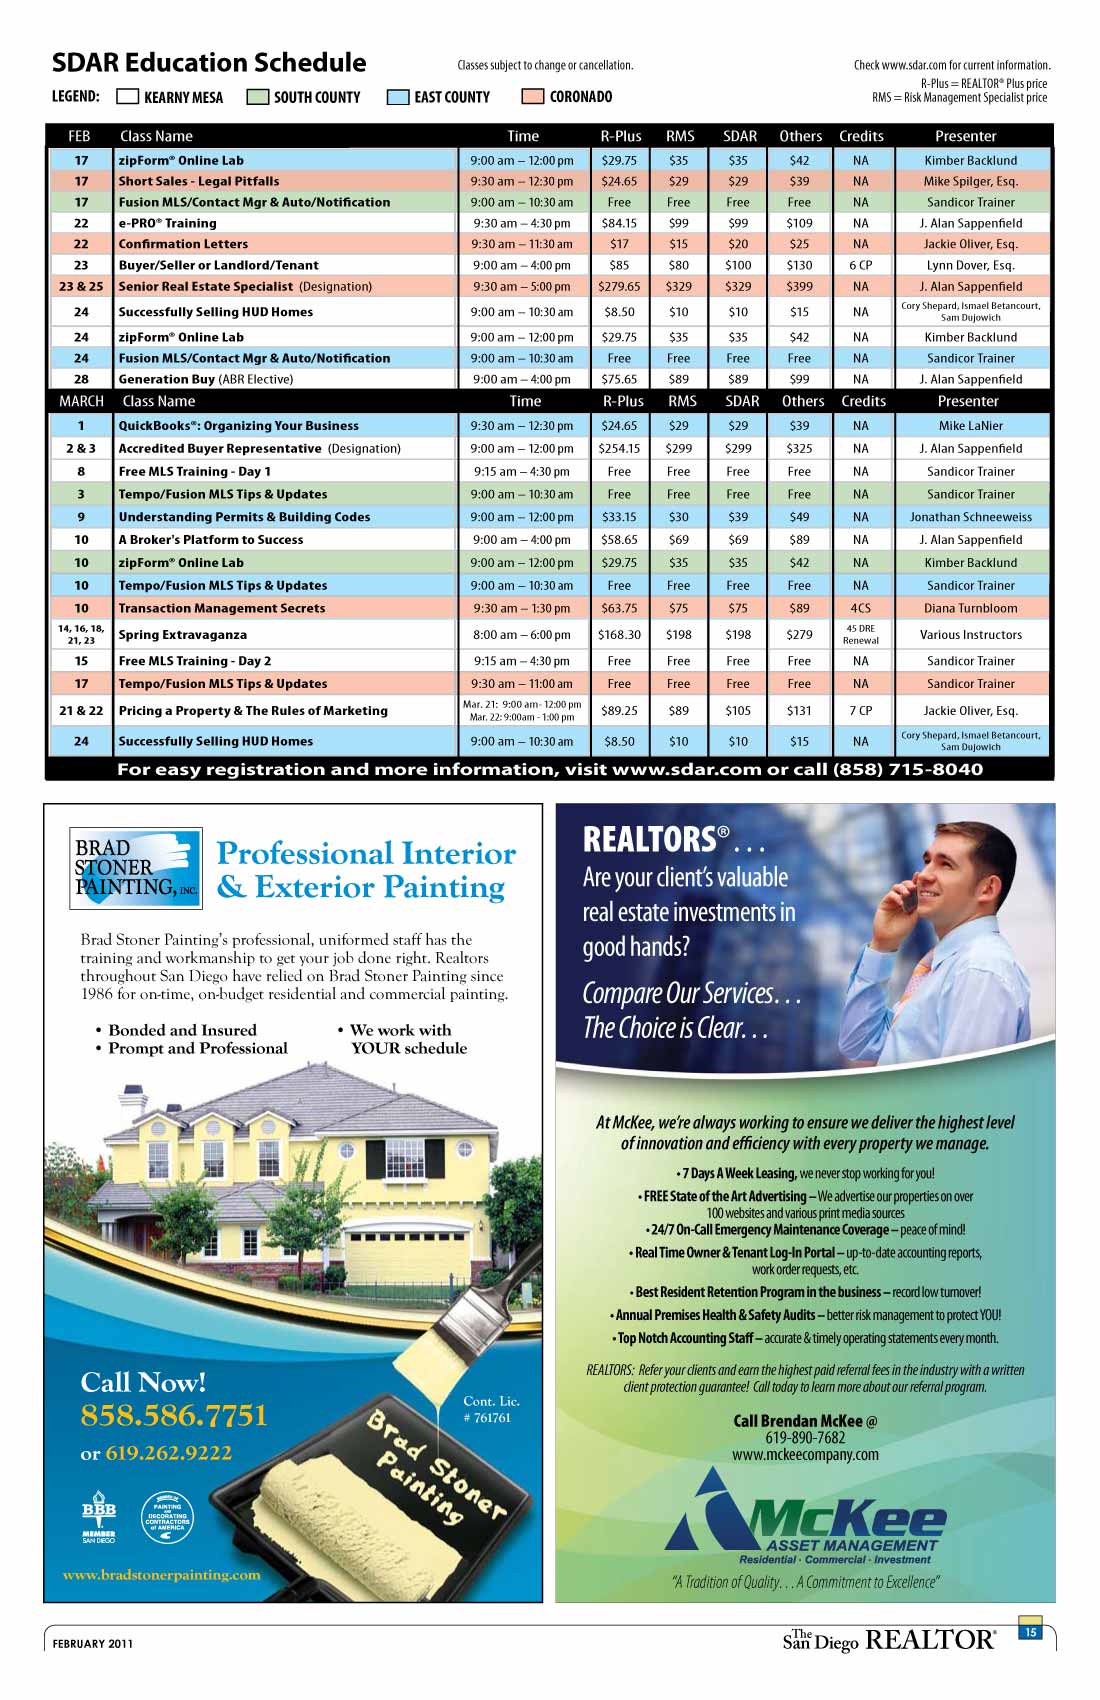 SDAR Education Schedule
Classes subject to change or cancellation.
Check www.sdar.com for current information.
R-Plus = REALTOR® Plus price
RMS = Risk Management Specialist price
LEGEND: KEARNY MESA SOUTH COUNTY EAST COUNTY CORONADO
FEB Class Name Time R-Plus RMS SDAR Others Credits Presenter
17 zipForm® Online Lab 9:00 am – 12:00 pm $29.75 $35 $35 $42 NA Kimber Backlund
17 Short Sales - Legal Pitfalls 9:30 am – 12:30 pm $24.65 $29 $29 $39 NA Mike Spilger, Esq.
17 Fusion MLS/Contact Mgr & Auto/Notification 9:00 am – 10:30 am Free Free Free Free NA Sandicor Trainer
22 e-PRO® Training 9:30 am – 4:30 pm $84.15 $99 $99 $109 NA J. Alan Sappenfield
22 Confirmation Letters 9:30 am – 11:30 am $17 $15 $20 $25 NA Jackie Oliver, Esq.
23 Buyer/Seller or Landlord/Tenant 9:00 am – 4:00 pm $85 $80 $100 $130 6 CP Lynn Dover, Esq.
23 & 25 Senior Real Estate Specialist (Designation) 9:30 am – 5:00 pm $279.65 $329 $329 $399 NA J. Alan Sappenfield
24 Successfully Selling HUD Homes 9:00 am – 10:30 am $8.50 $10 $10 $15 NA Cory Shepard, Ismael Betancourt,
Sam Dujowich
24 zipForm® Online Lab 9:00 am – 12:00 pm $29.75 $35 $35 $42 NA Kimber Backlund
24 Fusion MLS/Contact Mgr & Auto/Notification 9:00 am – 10:30 am Free Free Free Free NA Sandicor Trainer
28 Generation Buy (ABR Elective) 9:00 am – 4:00 pm $75.65 $89 $89 $99 NA J. Alan Sappenfield
MARCH Class Name Time R-Plus RMS SDAR Others Credits Presenter
1 QuickBooks®: Organizing Your Business 9:30 am – 12:30 pm $24.65 $29 $29 $39 NA Mike LaNier
2 & 3 Accredited Buyer Representative (Designation) 9:00 am – 12:00 pm $254.15 $299 $299 $325 NA J. Alan Sappenfield
8 Free MLS Training - Day 1 9:15 am – 4:30 pm Free Free Free Free NA Sandicor Trainer
3 Tempo/Fusion MLS Tips & Updates 9:00 am – 10:30 am Free Free Free Free NA Sandicor Trainer
9 Understanding Permits & Building Codes 9:00 am – 12:00 pm $33.15 $30 $39 $49 NA Jonathan Schneeweiss
10 A Broker's Platform to Success 9:00 am – 4:00 pm $58.65 $69 $69 $89 NA J. Alan Sappenfield
10 zipForm® Online Lab 9:00 am – 12:00 pm $29.75 $35 $35 $42 NA Kimber Backlund
10 Tempo/Fusion MLS Tips & Updates 9:00 am – 10:30 am Free Free Free Free NA Sandicor Trainer
10 Transaction Management Secrets 9:30 am – 1:30 pm $63.75 $75 $75 $89 4CS Diana Turnbloom
14, 16, 18,
21, 23 Spring Extravaganza 8:00 am – 6:00 pm $168.30 $198 $198 $279 45 DRE
Renewal Various Instructors
15 Free MLS Training - Day 2 9:15 am – 4:30 pm Free Free Free Free NA Sandicor Trainer
17 Tempo/Fusion MLS Tips & Updates 9:30 am – 11:00 am Free Free Free Free NA Sandicor Trainer
21 & 22 Pricing a Property & The Rules of Marketing Mar. 21: 9:00 am- 12:00 pm
Mar. 22: 9:00am - 1:00 pm $89.25 $89 $105 $131 7 CP Jackie Oliver, Esq.
24 Successfully Selling HUD Homes 9:00 am – 10:30 am $8.50 $10 $10 $15 NA Cory Shepard, Ismael Betancourt,
Sam Dujowich
For easy registration and more information, visit www.sdar.com or call (858) 715-8040
BRAD
STONER
PAINTING, INC.
Professional Interior
& Exterior Painting
Brad Stoner Painting's professional, uniformed staff has the
training and workmanship to get your job done right. Realtors
throughout San Diego have relied on Brad Stoner Painting since
1986 for on-time, on-budget residential and commercial painting.
• Bonded and Insured
• Prompt and Professional
• We work with
YOUR schedule
Call Now!
858.586.7751
or 619.262.9222
Cont. Lic.
# 761761
Brad Stoner
Painting
BBB
MEMBER
SAN DIEGO
MEMBER OF
PAINTING
AND
DECORATING
CONTRACTORS
of AMERICA
www.bradstonerpainting.com
REALTORS® . . .
Are your client's valuable
real estate investments in
good hands?
Compare Our Services. . .
The Choice is Clear. . .
At McKee, we're always working to ensure we deliver the highest level
of innovation and efficiency with every property we manage.
• 7 Days A Week Leasing, we never stop working for you!
• FREE State of the Art Advertising – We advertise our properties on over
100 websites and various print media sources
• 24/7 On-Call Emergency Maintenance Coverage – peace of mind!
• Real Time Owner & Tenant Log-In Portal – up-to-date accounting reports,
work order requests, etc.
• Best Resident Retention Program in the business – record low turnover!
• Annual Premises Health & Safety Audits – better risk management to protect YOU!
• Top Notch Accounting Staff – accurate & timely operating statements every month.
REALTORS: Refer your clients and earn the highest paid referral fees in the industry with a written
client protection guarantee! Call today to learn more about our referral program.
Call Brendan McKee @
619-890-7682
www.mckeecompany.com
McKee
ASSET MANAGEMENT
Residential · Commercial · Investment
"A Tradition of Quality. . . A Commitment to Excellence"
FEBRUARY 2011
The San Diego REALTOR®
15